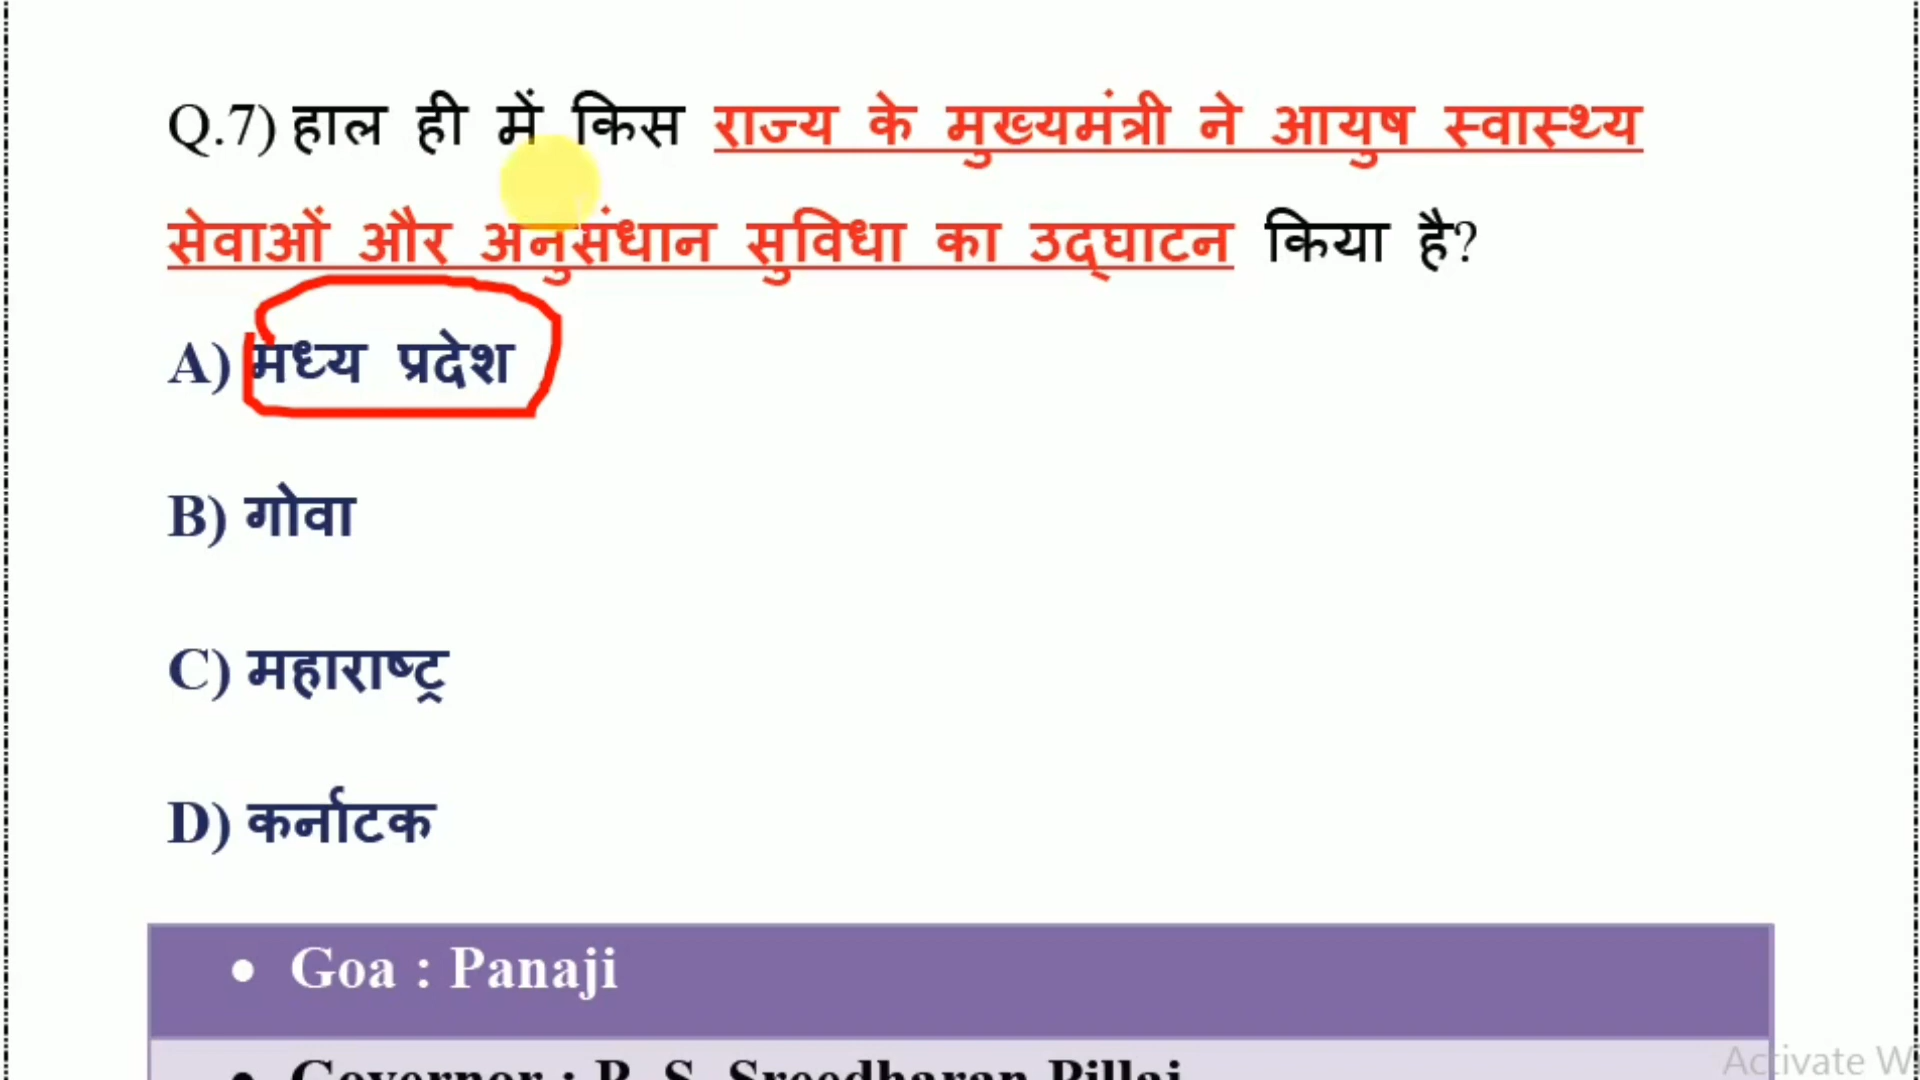 Q.7) हाल ही में किस राज्य के मुख्यमंत्री ने आयुष स्वास्थ्य
सेवाओं और अनुसंधान सुविधा का उद्घाटन किया है?
A) मध्य प्रदेश
B) गोवा
C) महाराष्ट्र
D) कर्नाटक
• Goa : Panaji
• Governor : P. S. Sreedharan Pillai
Activate W